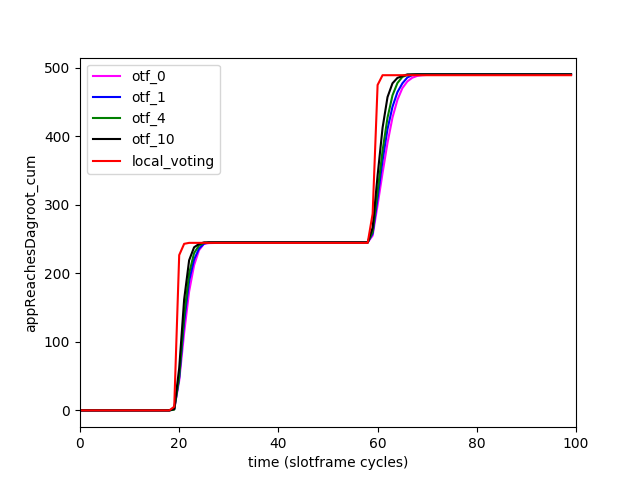 otf_0
otf_1
otf_4
otf_10
local_voting
appReachesDagroot_cum
500
400
300
200
100
0
0 20 40 60 80 100
time (slotframe cycles)